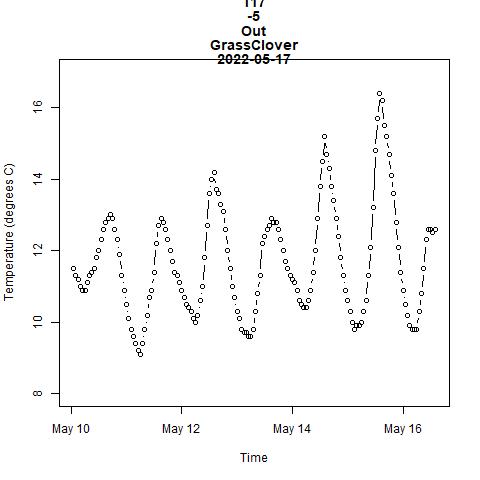 117
-5
Out
GrassClover
2022-05-17
Temperature (degrees C)
16
14
12
10
8
May 10
May 12
May 14
May 16
Time